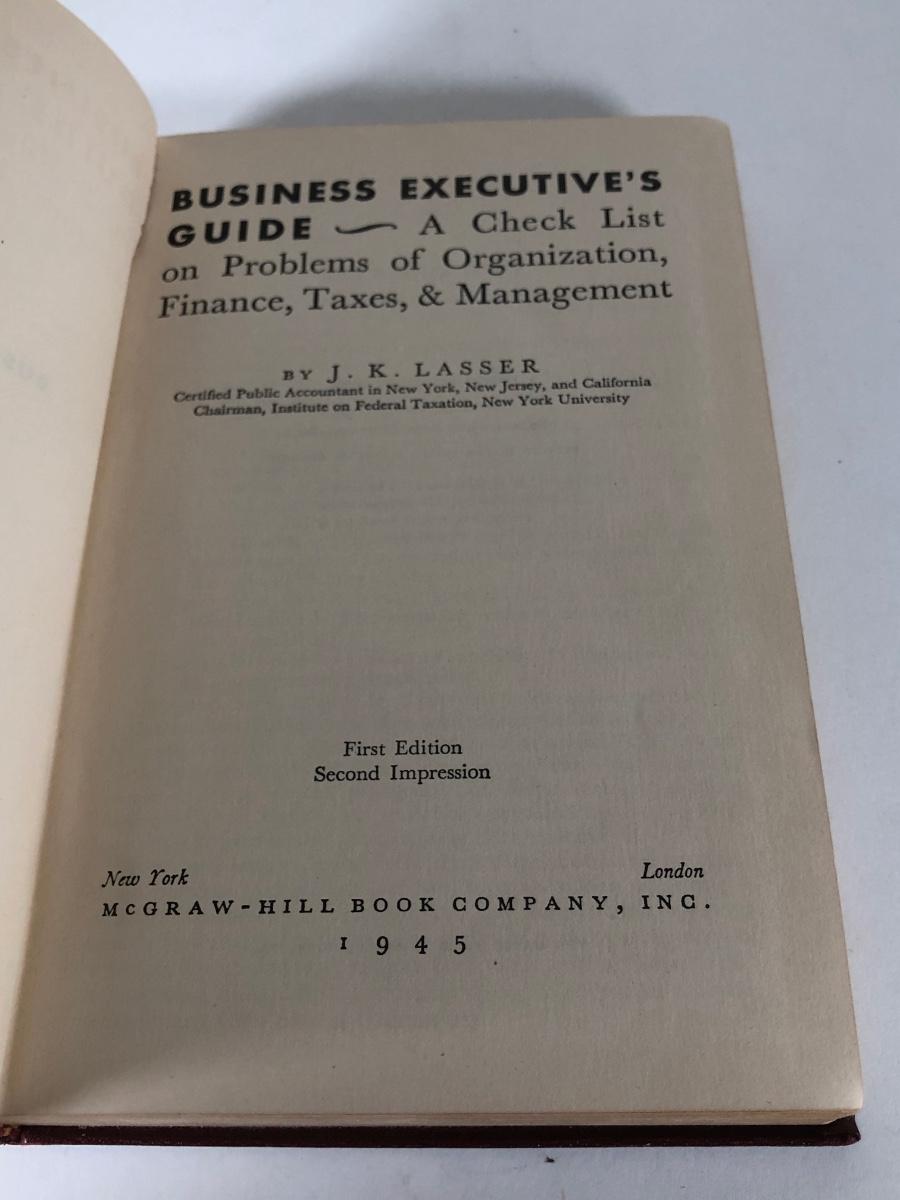 BUSINESS EXECUTIVE'S
GUIDE — A Check List
on Problems of Organization,
Finance, Taxes, & Management
BY J. K. LASSER
Certified Public Accountant in New York, New Jersey, and California
Chairman, Institute on Federal Taxation, New York University
First Edition
Second Impression
New York London
McGRAW-HILL BOOK COMPANY, INC.
1945